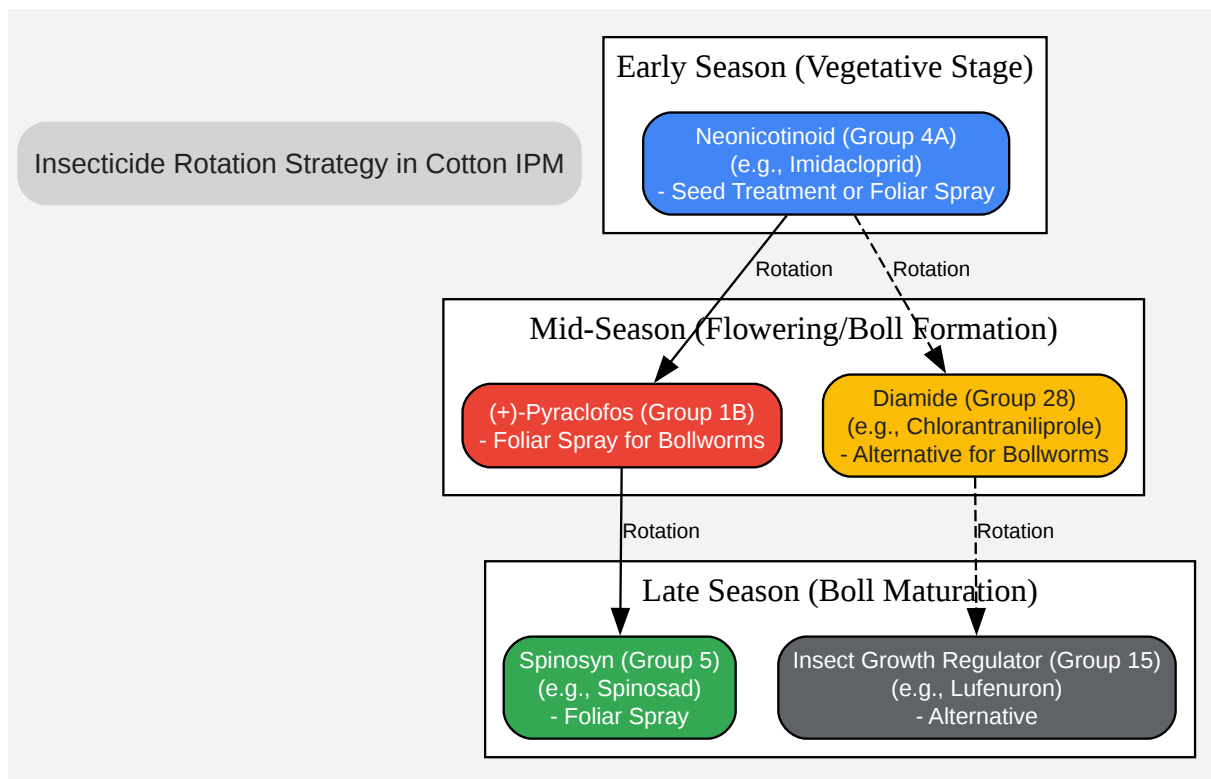 Insecticide Rotation Strategy in Cotton IPM
Early Season (Vegetative Stage)
Neonicotinoid (Group 4A)
(e.g., Imidacloprid)
- Seed Treatment or Foliar Spray
Rotation
Rotation
Mid-Season (Flowering/Boll Formation)
(+)-Pyraclofos (Group 1B)
- Foliar Spray for Bollworms
Diamide (Group 28)
(e.g., Chlorantraniliprole)
- Alternative for Bollworms
Rotation
Rotation
Late Season (Boll Maturation)
Spinosyn (Group 5)
(e.g., Spinosad)
- Foliar Spray
Insect Growth Regulator (Group 15)
(e.g., Lufenuron)
- Alternative